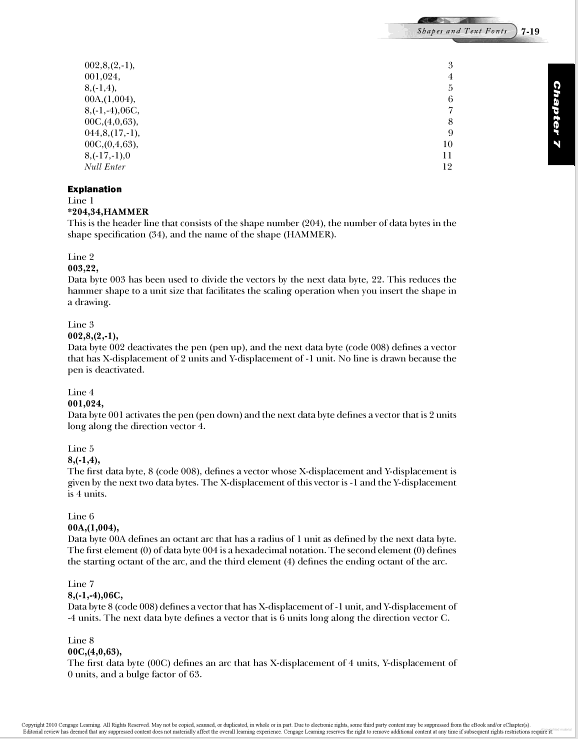 Shapes and Text Fonts 7-19
Chapter 7
002,8,(2,-1), 3
001,024, 4
8,(-1,4), 5
00A,(1,004), 6
8,(-1,-4),06C, 7
00C,(4,0,63), 8
044,8,(17,-1), 9
00C,(0,4,63), 10
8,(-17,-1),0 11
Null Enter 12
Explanation
Line 1
*204,34,HAMMER
This is the header line that consists of the shape number (204), the number of data bytes in the
shape specification (34), and the name of the shape (HAMMER).
Line 2
003,22,
Data byte 003 has been used to divide the vectors by the next data byte, 22. This reduces the
hammer shape to a unit size that facilitates the scaling operation when you insert the shape in
a drawing.
Line 3
002,8,(2,-1),
Data byte 002 deactivates the pen (pen up), and the next data byte (code 008) defines a vector
that has X-displacement of 2 units and Y-displacement of -1 unit. No line is drawn because the
pen is deactivated.
Line 4
001,024,
Data byte 001 activates the pen (pen down) and the next data byte defines a vector that is 2 units
long along the direction vector 4.
Line 5
8,(-1,4),
The first data byte, 8 (code 008), defines a vector whose X-displacement and Y-displacement is
given by the next two data bytes. The X-displacement of this vector is -1 and the Y-displacement
is 4 units.
Line 6
00A,(1,004),
Data byte 00A defines an octant arc that has a radius of 1 unit as defined by the next data byte.
The first element (0) of data byte 004 is a hexadecimal notation. The second element (0) defines
the starting octant of the arc, and the third element (4) defines the ending octant of the arc.
Line 7
8,(-1,-4),06C,
Data byte 8 (code 008) defines a vector that has X-displacement of -1 unit, and Y-displacement of
-4 units. The next data byte defines a vector that is 6 units long along the direction vector C.
Line 8
00C,(4,0,63),
The first data byte (00C) defines an arc that has X-displacement of 4 units, Y-displacement of
0 units, and a bulge factor of 63.
Copyright 2010 Cengage Learning. All Rights Reserved. May not be copied, scanned, or duplicated, in whole or in part. Due to electronic rights, some third party content may be suppressed from the eBook and/or eChapter(s).
Editorial review has deemed that any suppressed content does not materially affect the overall learning experience. Cengage Learning reserves the right to remove additional content at any time if subsequent rights restrictions require it.